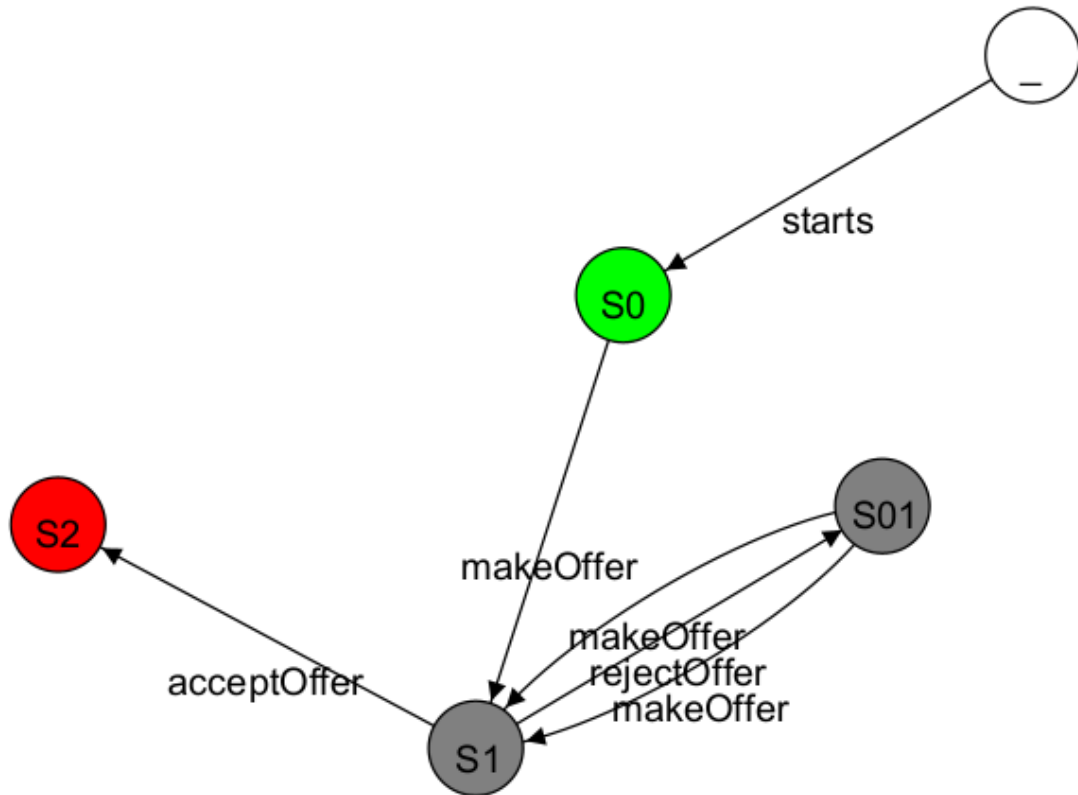 _
starts
S0
S01
S2
makeOffer
makeOffer
rejectOffer
makeOffer
acceptOffer
S1